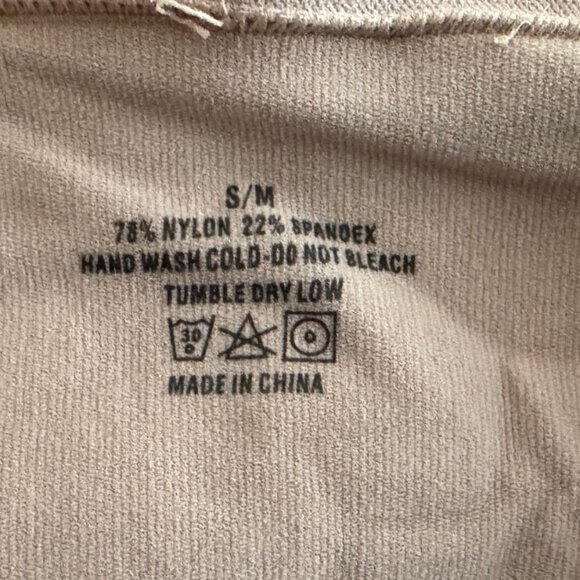 S/M
78% NYLON 22% SPANDEX
HAND WASH COLD-DO NOT BLEACH
TUMBLE DRY LOW
30
MADE IN CHINA